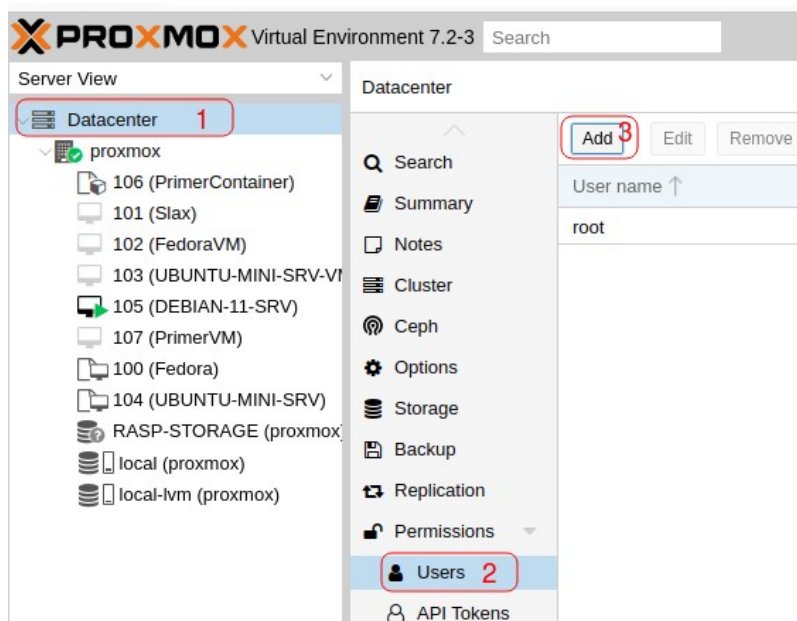 PROXMOX Virtual Environment 7.2-3 Search
Server View
Datacenter 1
proxmox
106 (PrimerContainer)
101 (Slax)
102 (FedoraVM)
103 (UBUNTU-MINI-SRV-VM
105 (DEBIAN-11-SRV)
107 (PrimerVM)
100 (Fedora)
104 (UBUNTU-MINI-SRV)
RASP-STORAGE (proxmox)
local (proxmox)
local-lvm (proxmox)
Datacenter
Search
Summary
Notes
Cluster
Ceph
Options
Storage
Backup
Replication
Permissions
Users 2
API Tokens
Add 3 Edit Remove
User name ↑
root